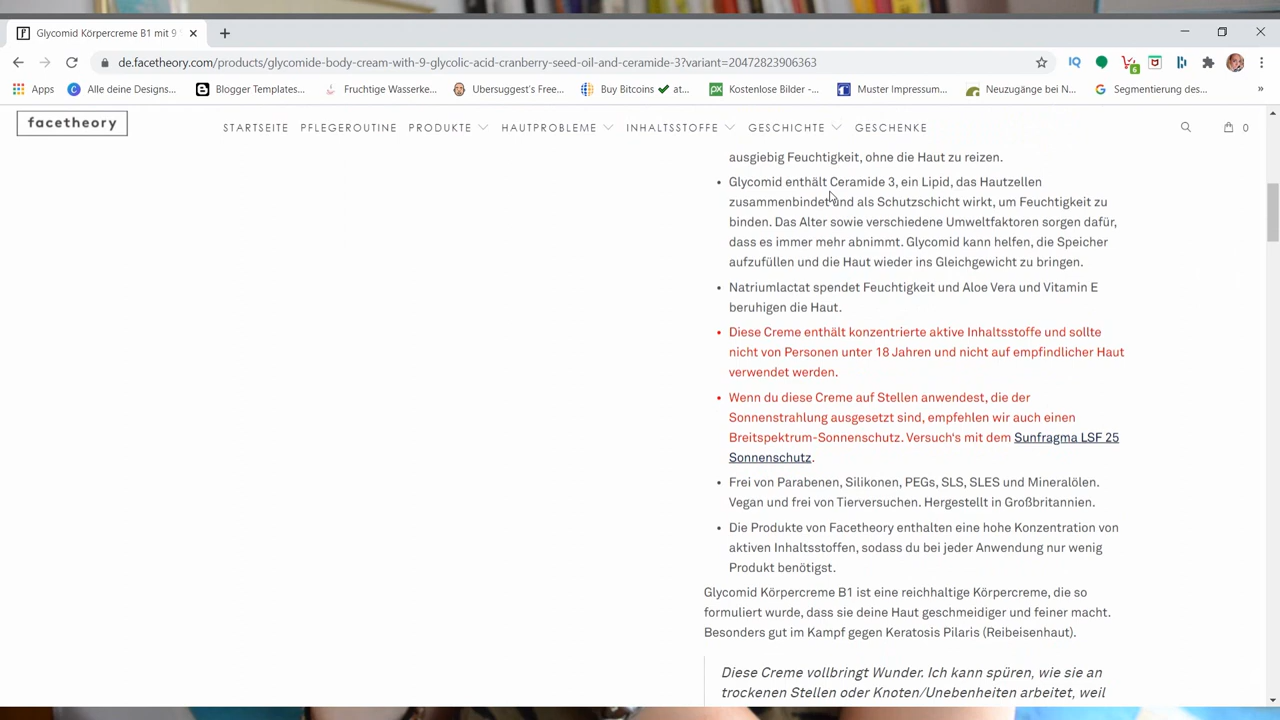 Glycomid Körpercreme B1 mit 9
de.facetheory.com/products/glycomide-body-cream-with-9-glycolic-acid-cranberry-seed-oil-and-ceramide-3?variant=20472823906363
IQ
6
Apps
Alle deine Designs...
Blogger Templates...
Fruchtige Wasserke...
Ubersuggest's Free...
Buy Bitcoins ✔ at...
Kostenlose Bilder -...
Muster Impressum...
Neuzugänge bei N...
Segmentierung des...
»
facetheory
STARTSEITE PFLEGEROUTINE PRODUKTE HAUTPROBLEME INHALTSSTOFFE GESCHICHTE GESCHENKE
0
ausgiebig Feuchtigkeit, ohne die Haut zu reizen.
• Glycomid enthält Ceramide 3, ein Lipid, das Hautzellen
zusammenbindet und als Schutzschicht wirkt, um Feuchtigkeit zu
binden. Das Alter sowie verschiedene Umweltfaktoren sorgen dafür,
dass es immer mehr abnimmt. Glycomid kann helfen, die Speicher
aufzufüllen und die Haut wieder ins Gleichgewicht zu bringen.
• Natriumlactat spendet Feuchtigkeit und Aloe Vera und Vitamin E
beruhigen die Haut.
• Diese Creme enthält konzentrierte aktive Inhaltsstoffe und sollte
nicht von Personen unter 18 Jahren und nicht auf empfindlicher Haut
verwendet werden.
• Wenn du diese Creme auf Stellen anwendest, die der
Sonnenstrahlung ausgesetzt sind, empfehlen wir auch einen
Breitspektrum-Sonnenschutz. Versuch's mit dem Sunfragma LSF 25
Sonnenschutz.
• Frei von Parabenen, Silikonen, PEGs, SLS, SLES und Mineralölen.
Vegan und frei von Tierversuchen. Hergestellt in Großbritannien.
• Die Produkte von Facetheory enthalten eine hohe Konzentration von
aktiven Inhaltsstoffen, sodass du bei jeder Anwendung nur wenig
Produkt benötigst.
Glycomid Körpercreme B1 ist eine reichhaltige Körpercreme, die so
formuliert wurde, dass sie deine Haut geschmeidiger und feiner macht.
Besonders gut im Kampf gegen Keratosis Pilaris (Reibeisenhaut).
Diese Creme vollbringt Wunder. Ich kann spüren, wie sie an
trockenen Stellen oder Knoten/Unebenheiten arbeitet, weil